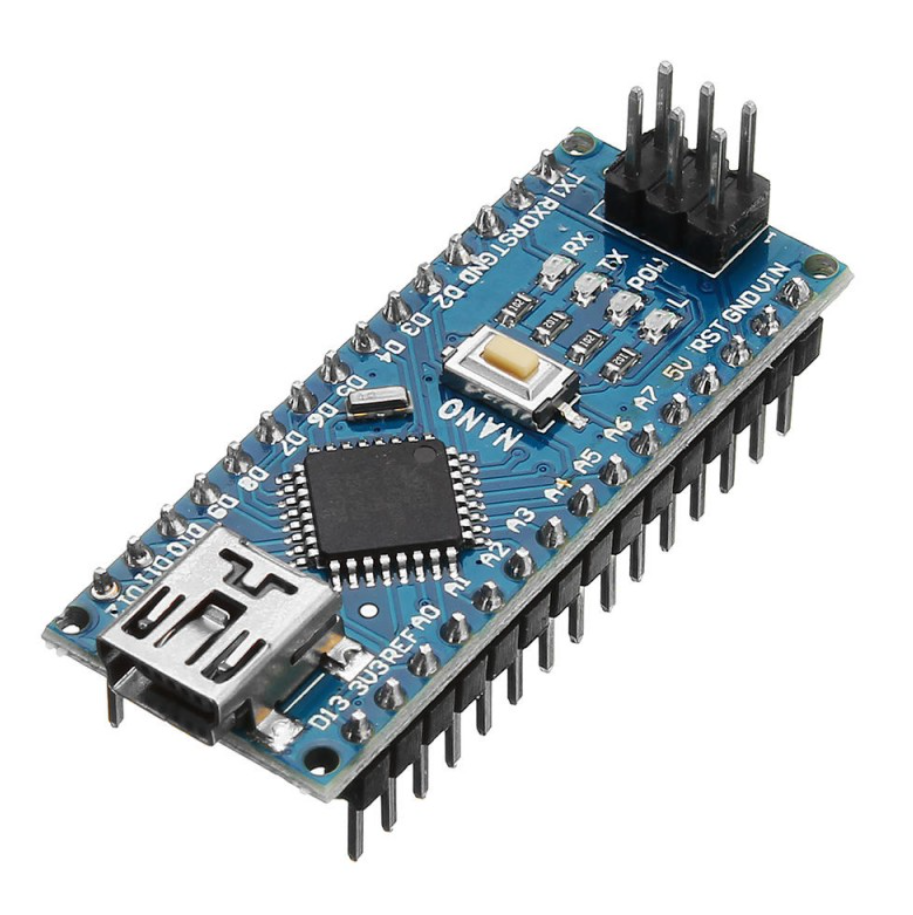 TX1
RX0
RST
GND
D2
D3
D4
D5
D6
D7
D8
D9
D10
D11
RX
TX
POW
L
1
NANO
VIN
GND
RST
5V
A7
A6
A5
A4
A3
A2
A1
A0
REF
3V3
D13